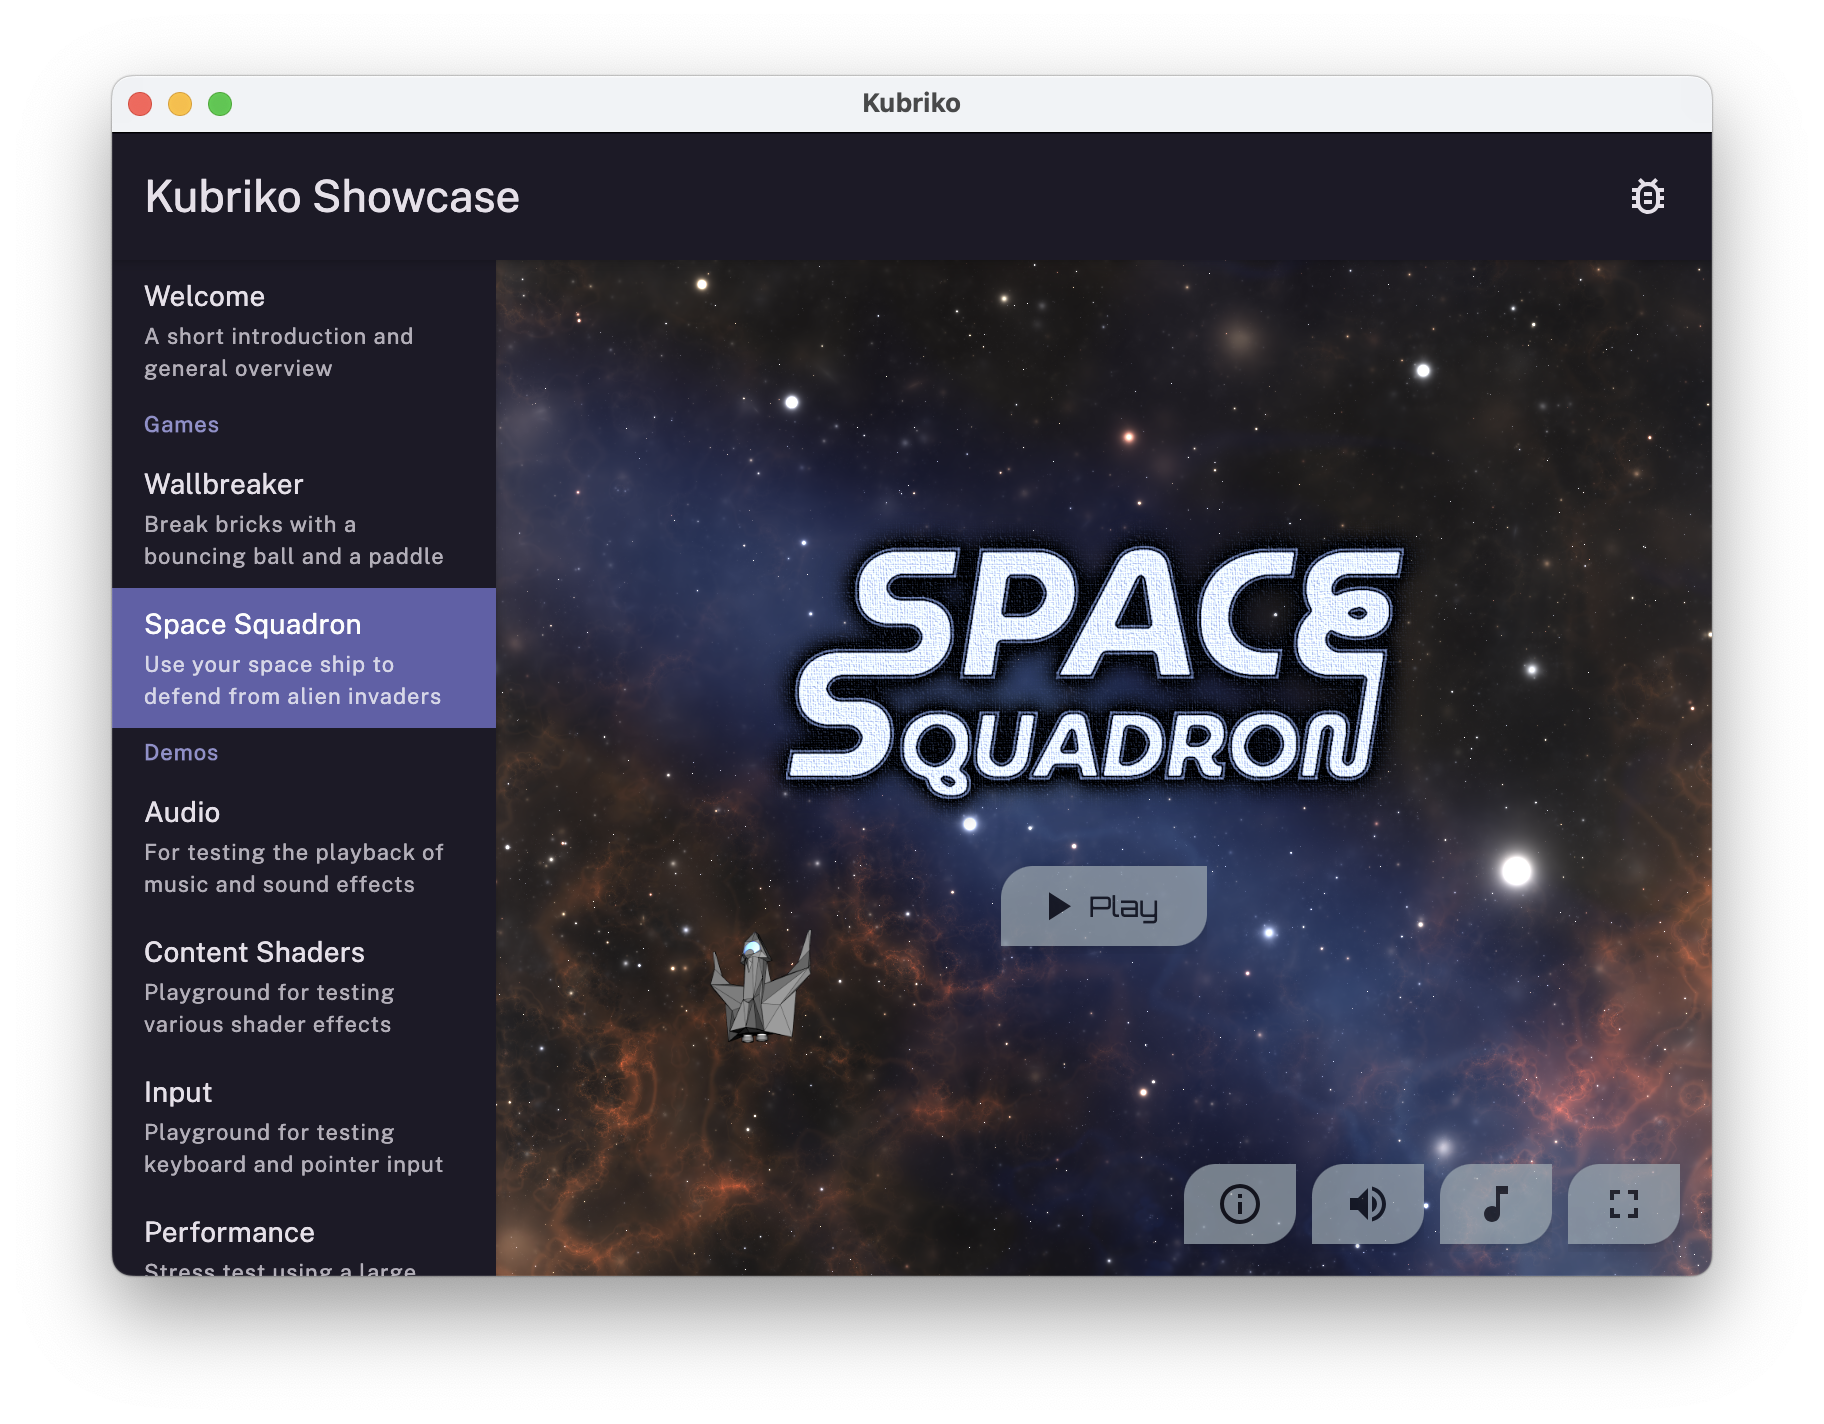 Kubriko
Kubriko Showcase
Welcome
A short introduction and
general overview
Games
Wallbreaker
Break bricks with a
bouncing ball and a paddle
Space Squadron
Use your space ship to
defend from alien invaders
Demos
Audio
For testing the playback of
music and sound effects
Content Shaders
Playground for testing
various shader effects
Input
Playground for testing
keyboard and pointer input
Performance
Stress test using a large
SPACE
SQUADRON
Play